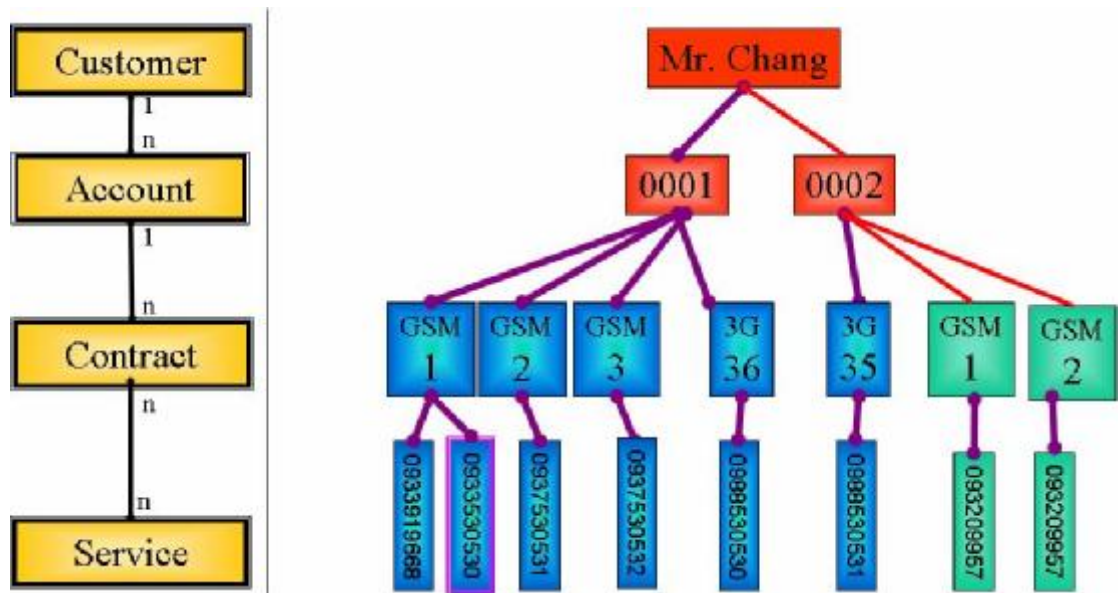 Customer
1
n
Account
1
n
Contract
n
n
Service
Mr. Chang
0001
0002
GSM
1
GSM
2
GSM
3
3G
36
3G
35
GSM
1
GSM
2
0933919668
0933530530
0937530531
0937530532
0988530530
0988530531
093209957
093209957